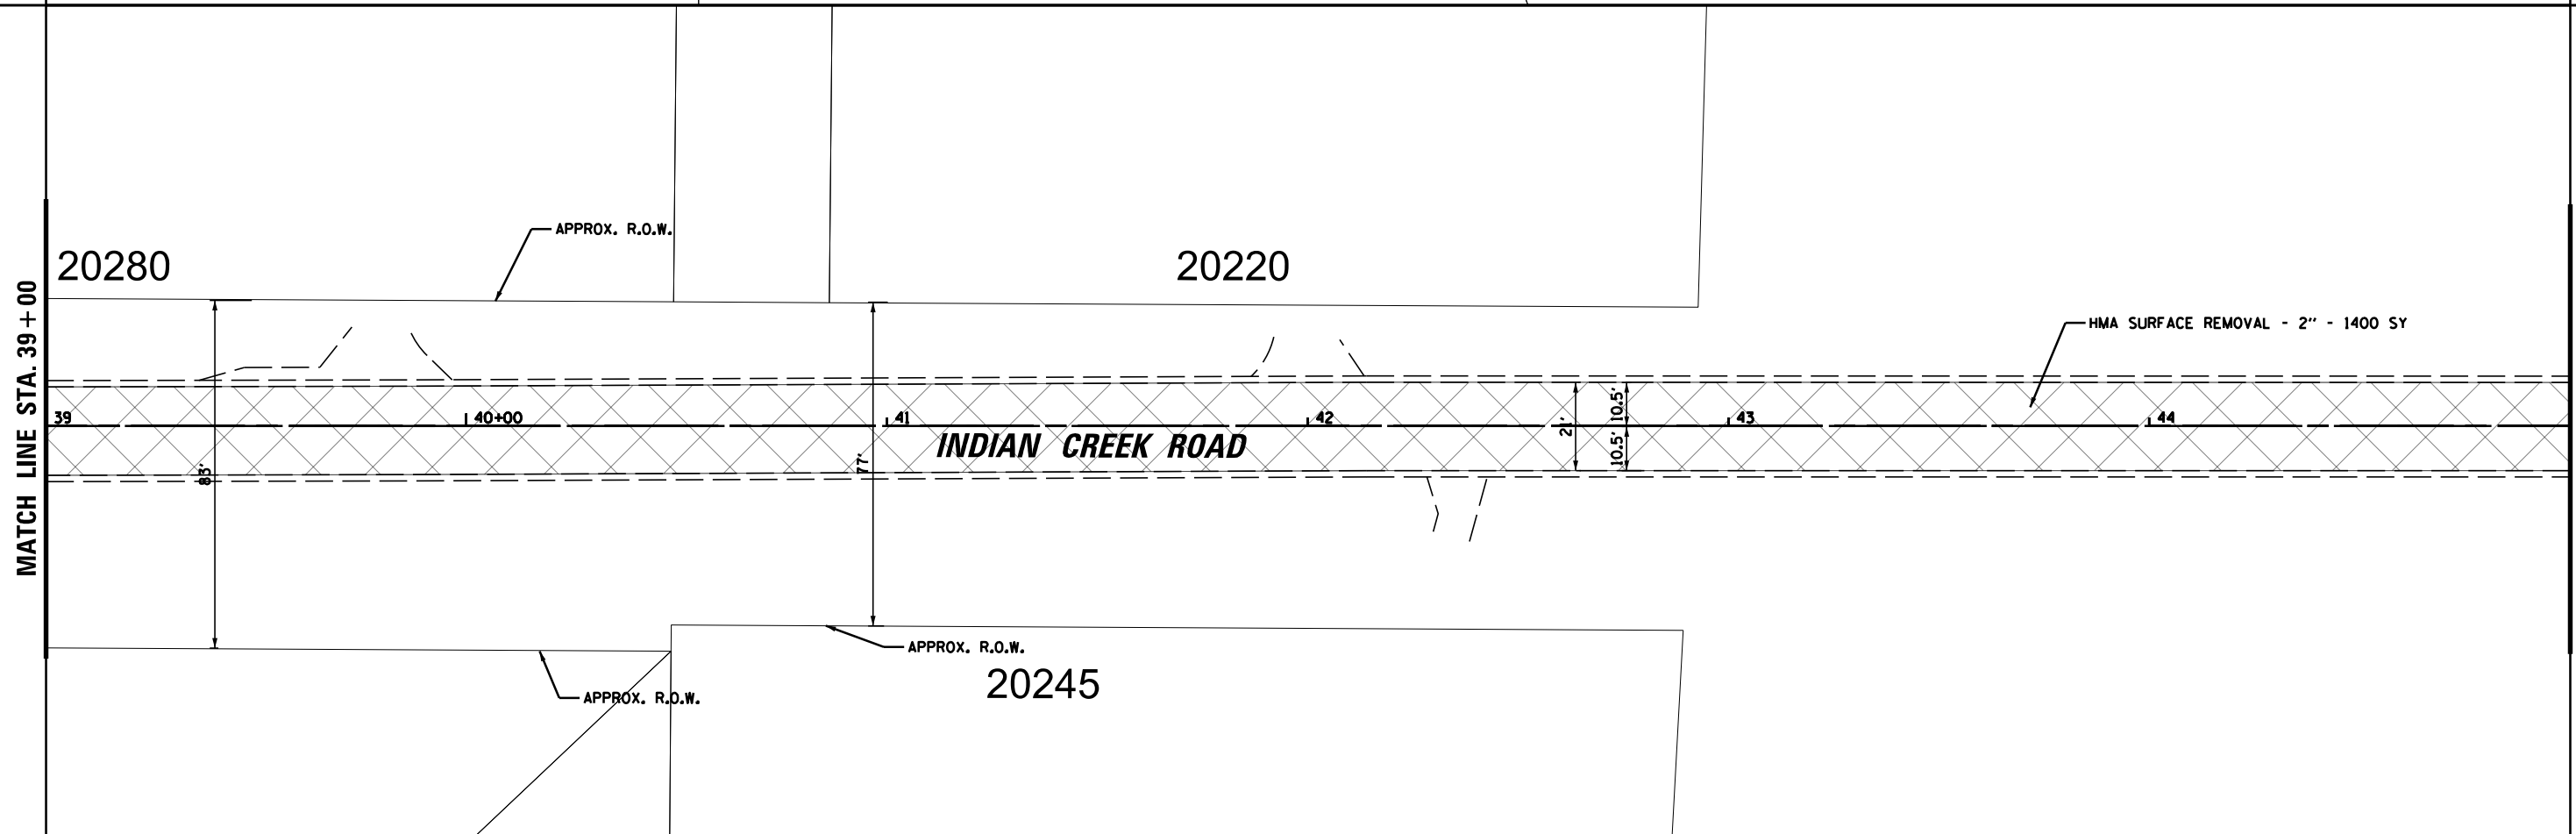 APPROX. R.O.W.
20280
20220
MATCH LINE STA. 39+00
HMA SURFACE REMOVAL - 2" - 1400 SY
39
40+00
41
42
43
44
10.5'
10.5'
21'
INDIAN CREEK ROAD
83'
77'
APPROX. R.O.W.
20245
APPROX. R.O.W.